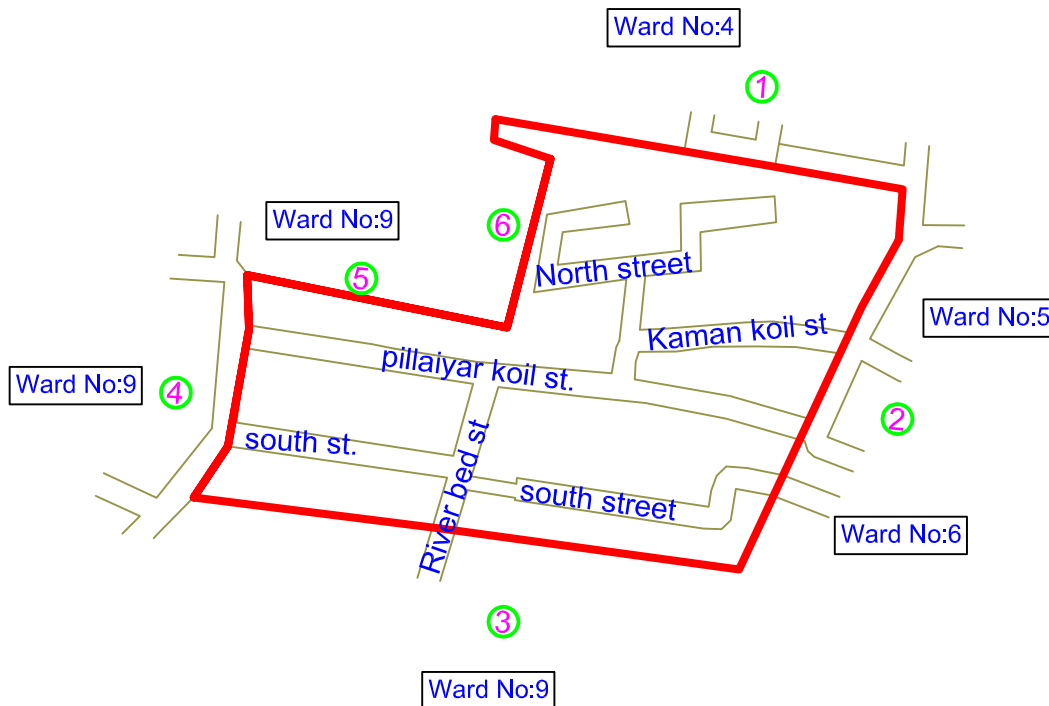 Ward No:4
1
Ward No:9
6
5
North street
Ward No:5
Kaman koil st
pillaiyar koil st.
Ward No:9
4
2
south st.
River bed st
south street
Ward No:6
3
Ward No:9